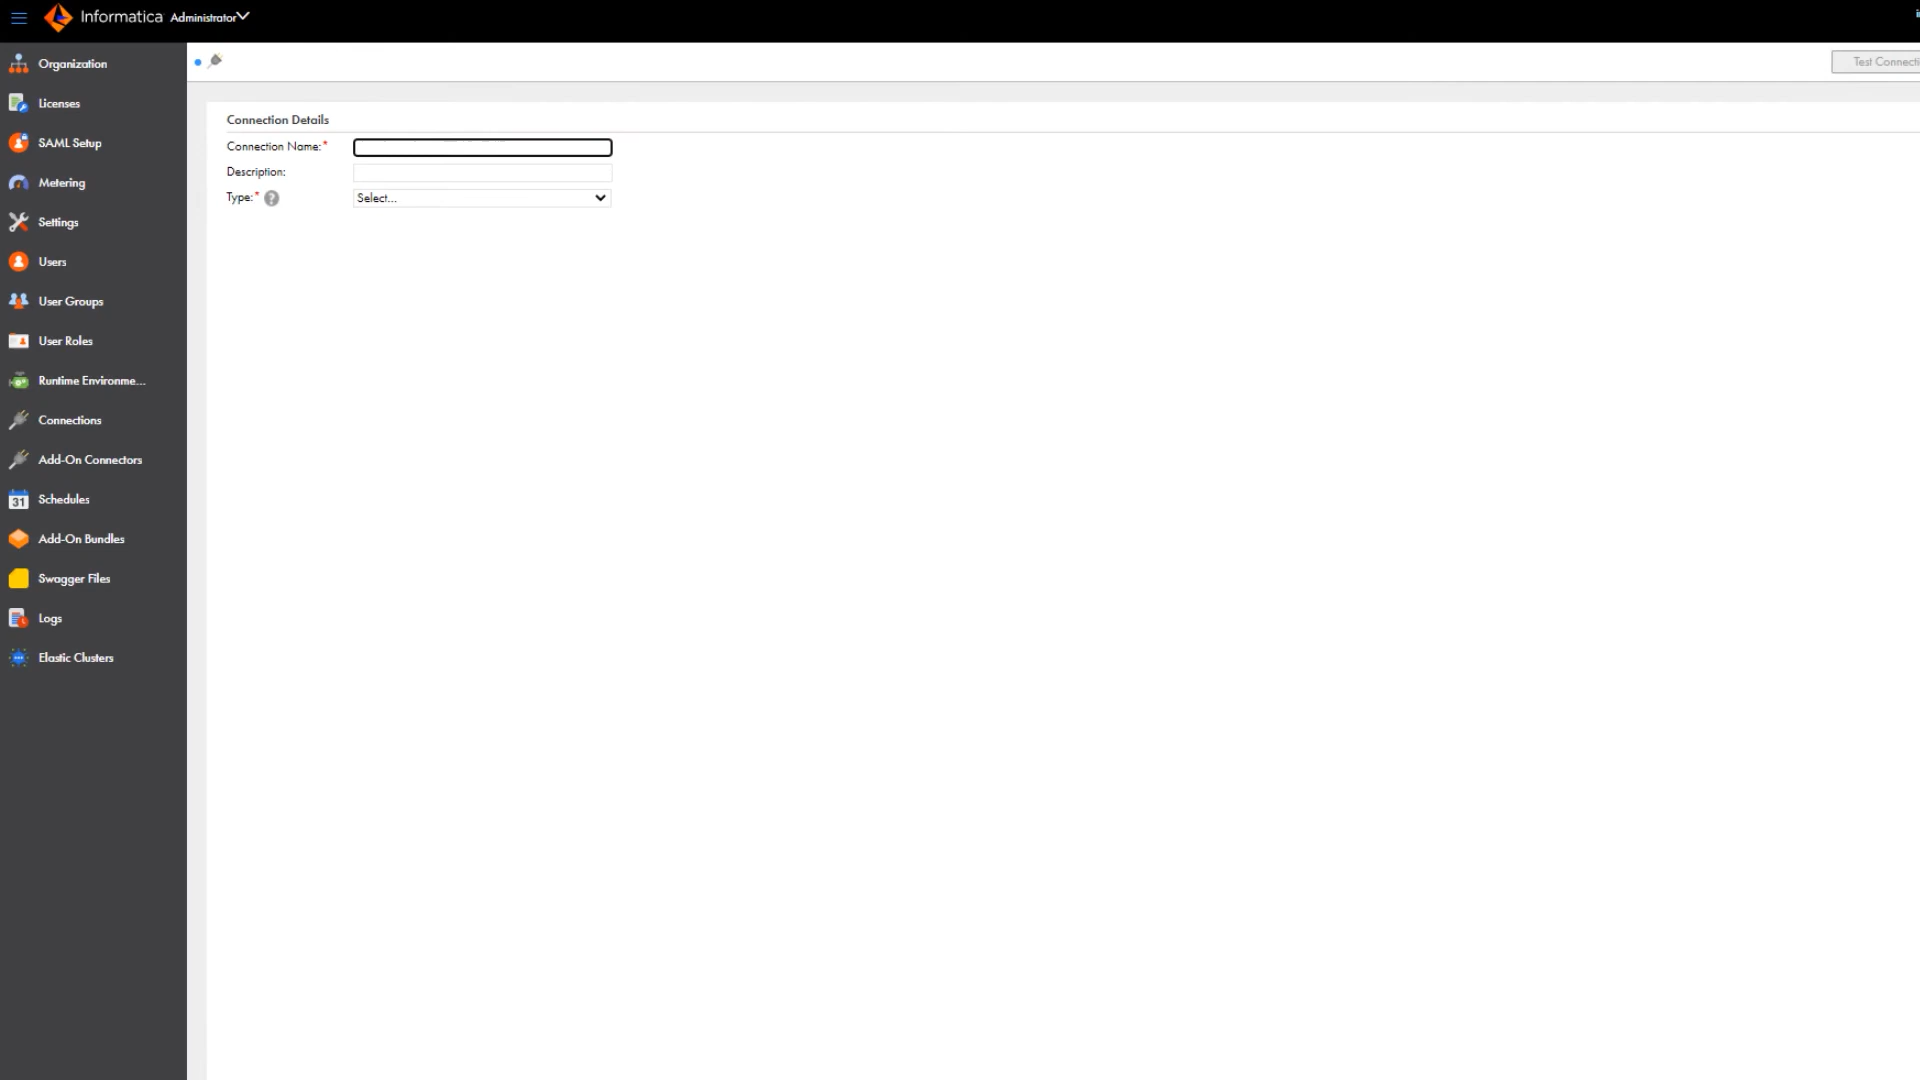 Informatica Administrator
Organization
Licenses
SAML Setup
Metering
Settings
Users
User Groups
User Roles
Runtime Environme...
Connections
Add-On Connectors
Schedules
31
Add-On Bundles
Swagger Files
Logs
Elastic Clusters
Test Connecti
Connection Details
Connection Name:*
Description:
Type:* ?
Select...